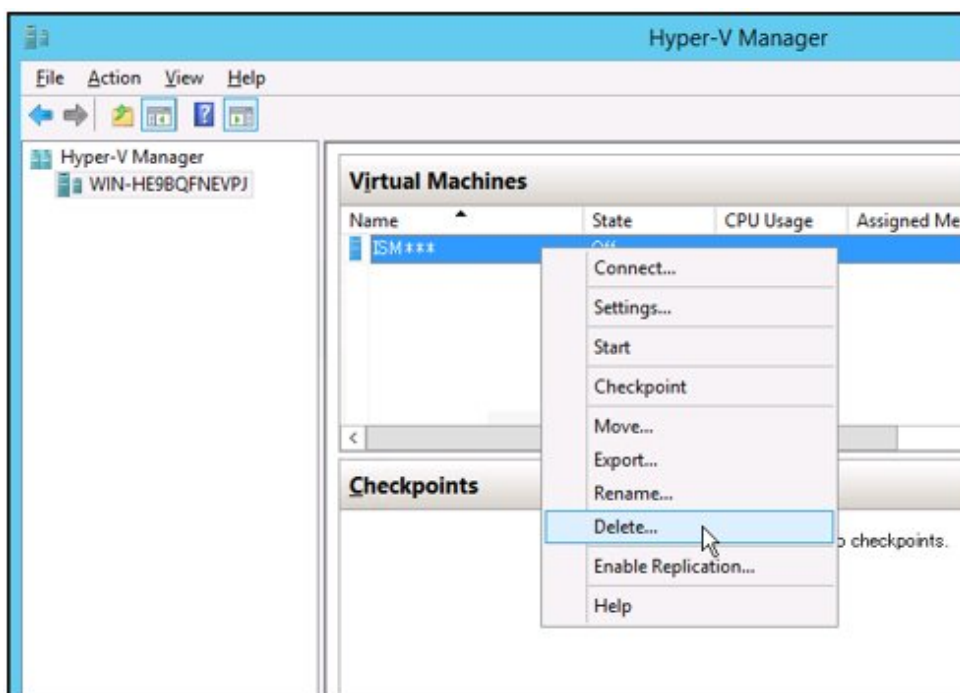 Hyper-V Manager
File Action View Help
Hyper-V Manager
WIN-HE9BQFNEVPJ
Virtual Machines
Name State CPU Usage Assigned Me
ISM*** Off
Connect...
Settings...
Start
Checkpoint
Move...
Export...
Rename...
Delete...
Enable Replication...
Help
Checkpoints
o checkpoints.